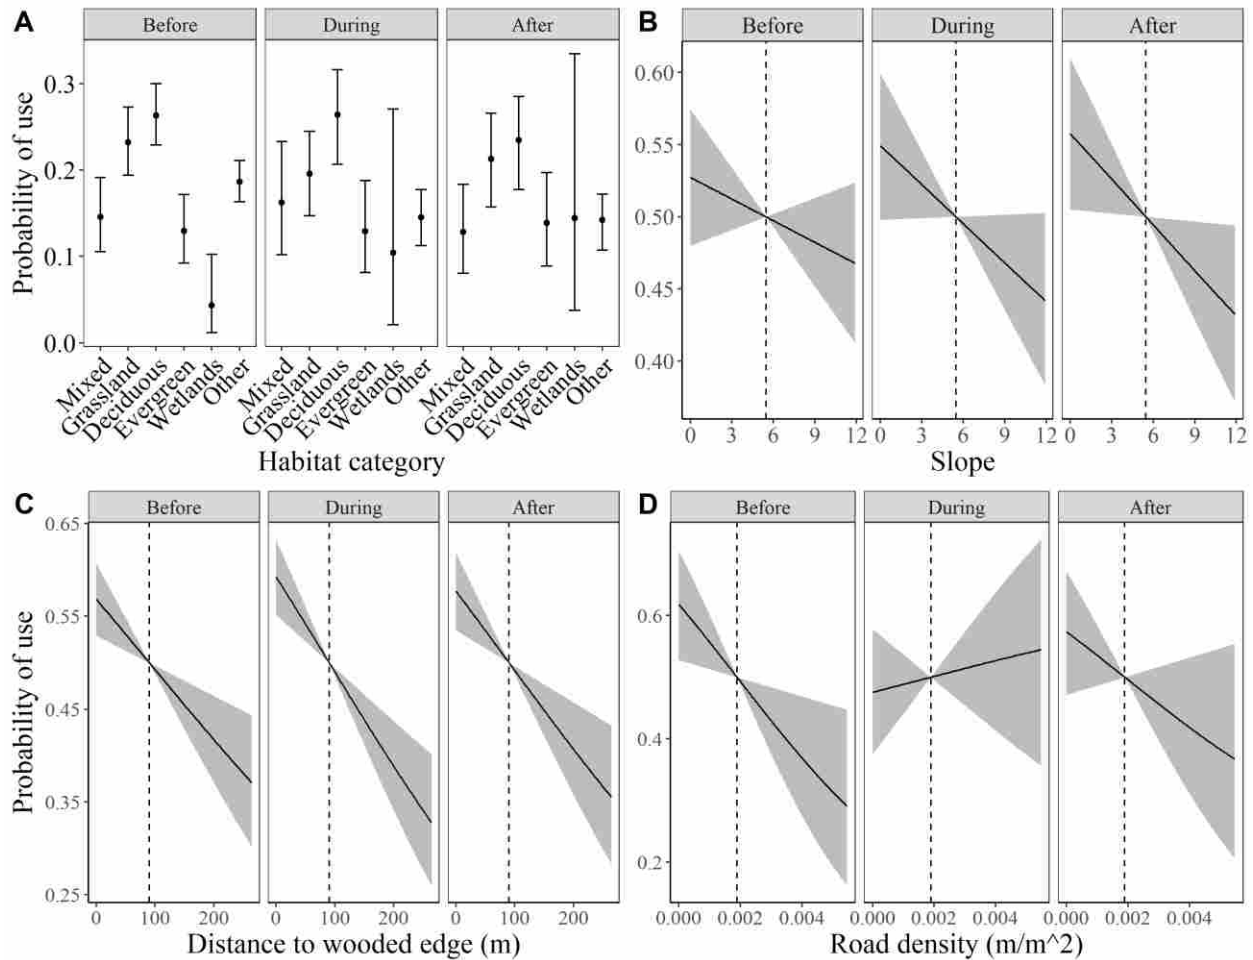 A
Before
During
After
Probability of use
0.3
0.2
0.1
0.0
Mixed
Grassland
Deciduous
Evergreen
Wetlands
Other
Mixed
Grassland
Deciduous
Evergreen
Wetlands
Other
Mixed
Grassland
Deciduous
Evergreen
Wetlands
Other
Habitat category
B
Before
During
After
0.60
0.55
0.50
0.45
0.40
0 3 6 9 12
0 3 6 9 12
0 3 6 9 12
Slope
C
Before
During
After
Probability of use
0.65
0.55
0.45
0.35
0.25
0 100 200
0 100 200
0 100 200
Distance to wooded edge (m)
D
Before
During
After
0.6
0.4
0.2
0.000 0.002 0.004
0.000 0.002 0.004
0.000 0.002 0.004
Road density (m/m^2)